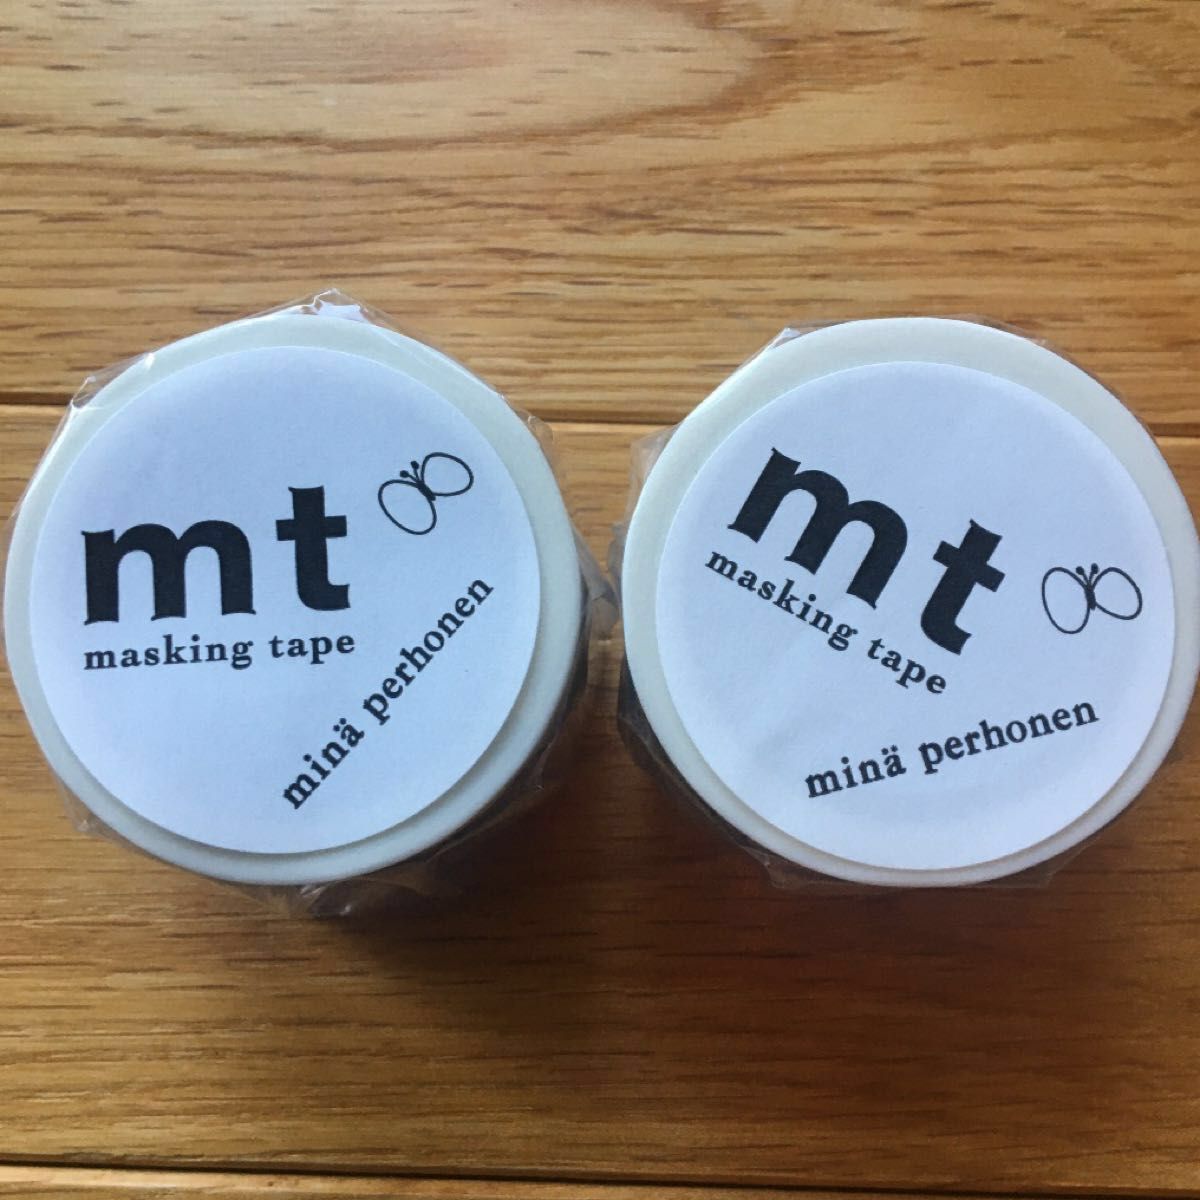 mt
masking tape
minä perhonen
mt
masking tape
minä perhonen